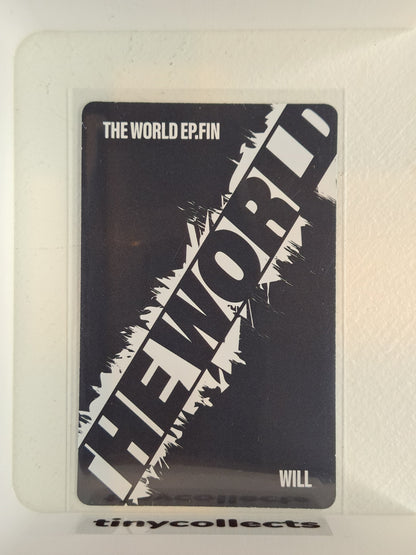 THE WORLD EP.FIN
THE WORLD
WILL
tinycollects